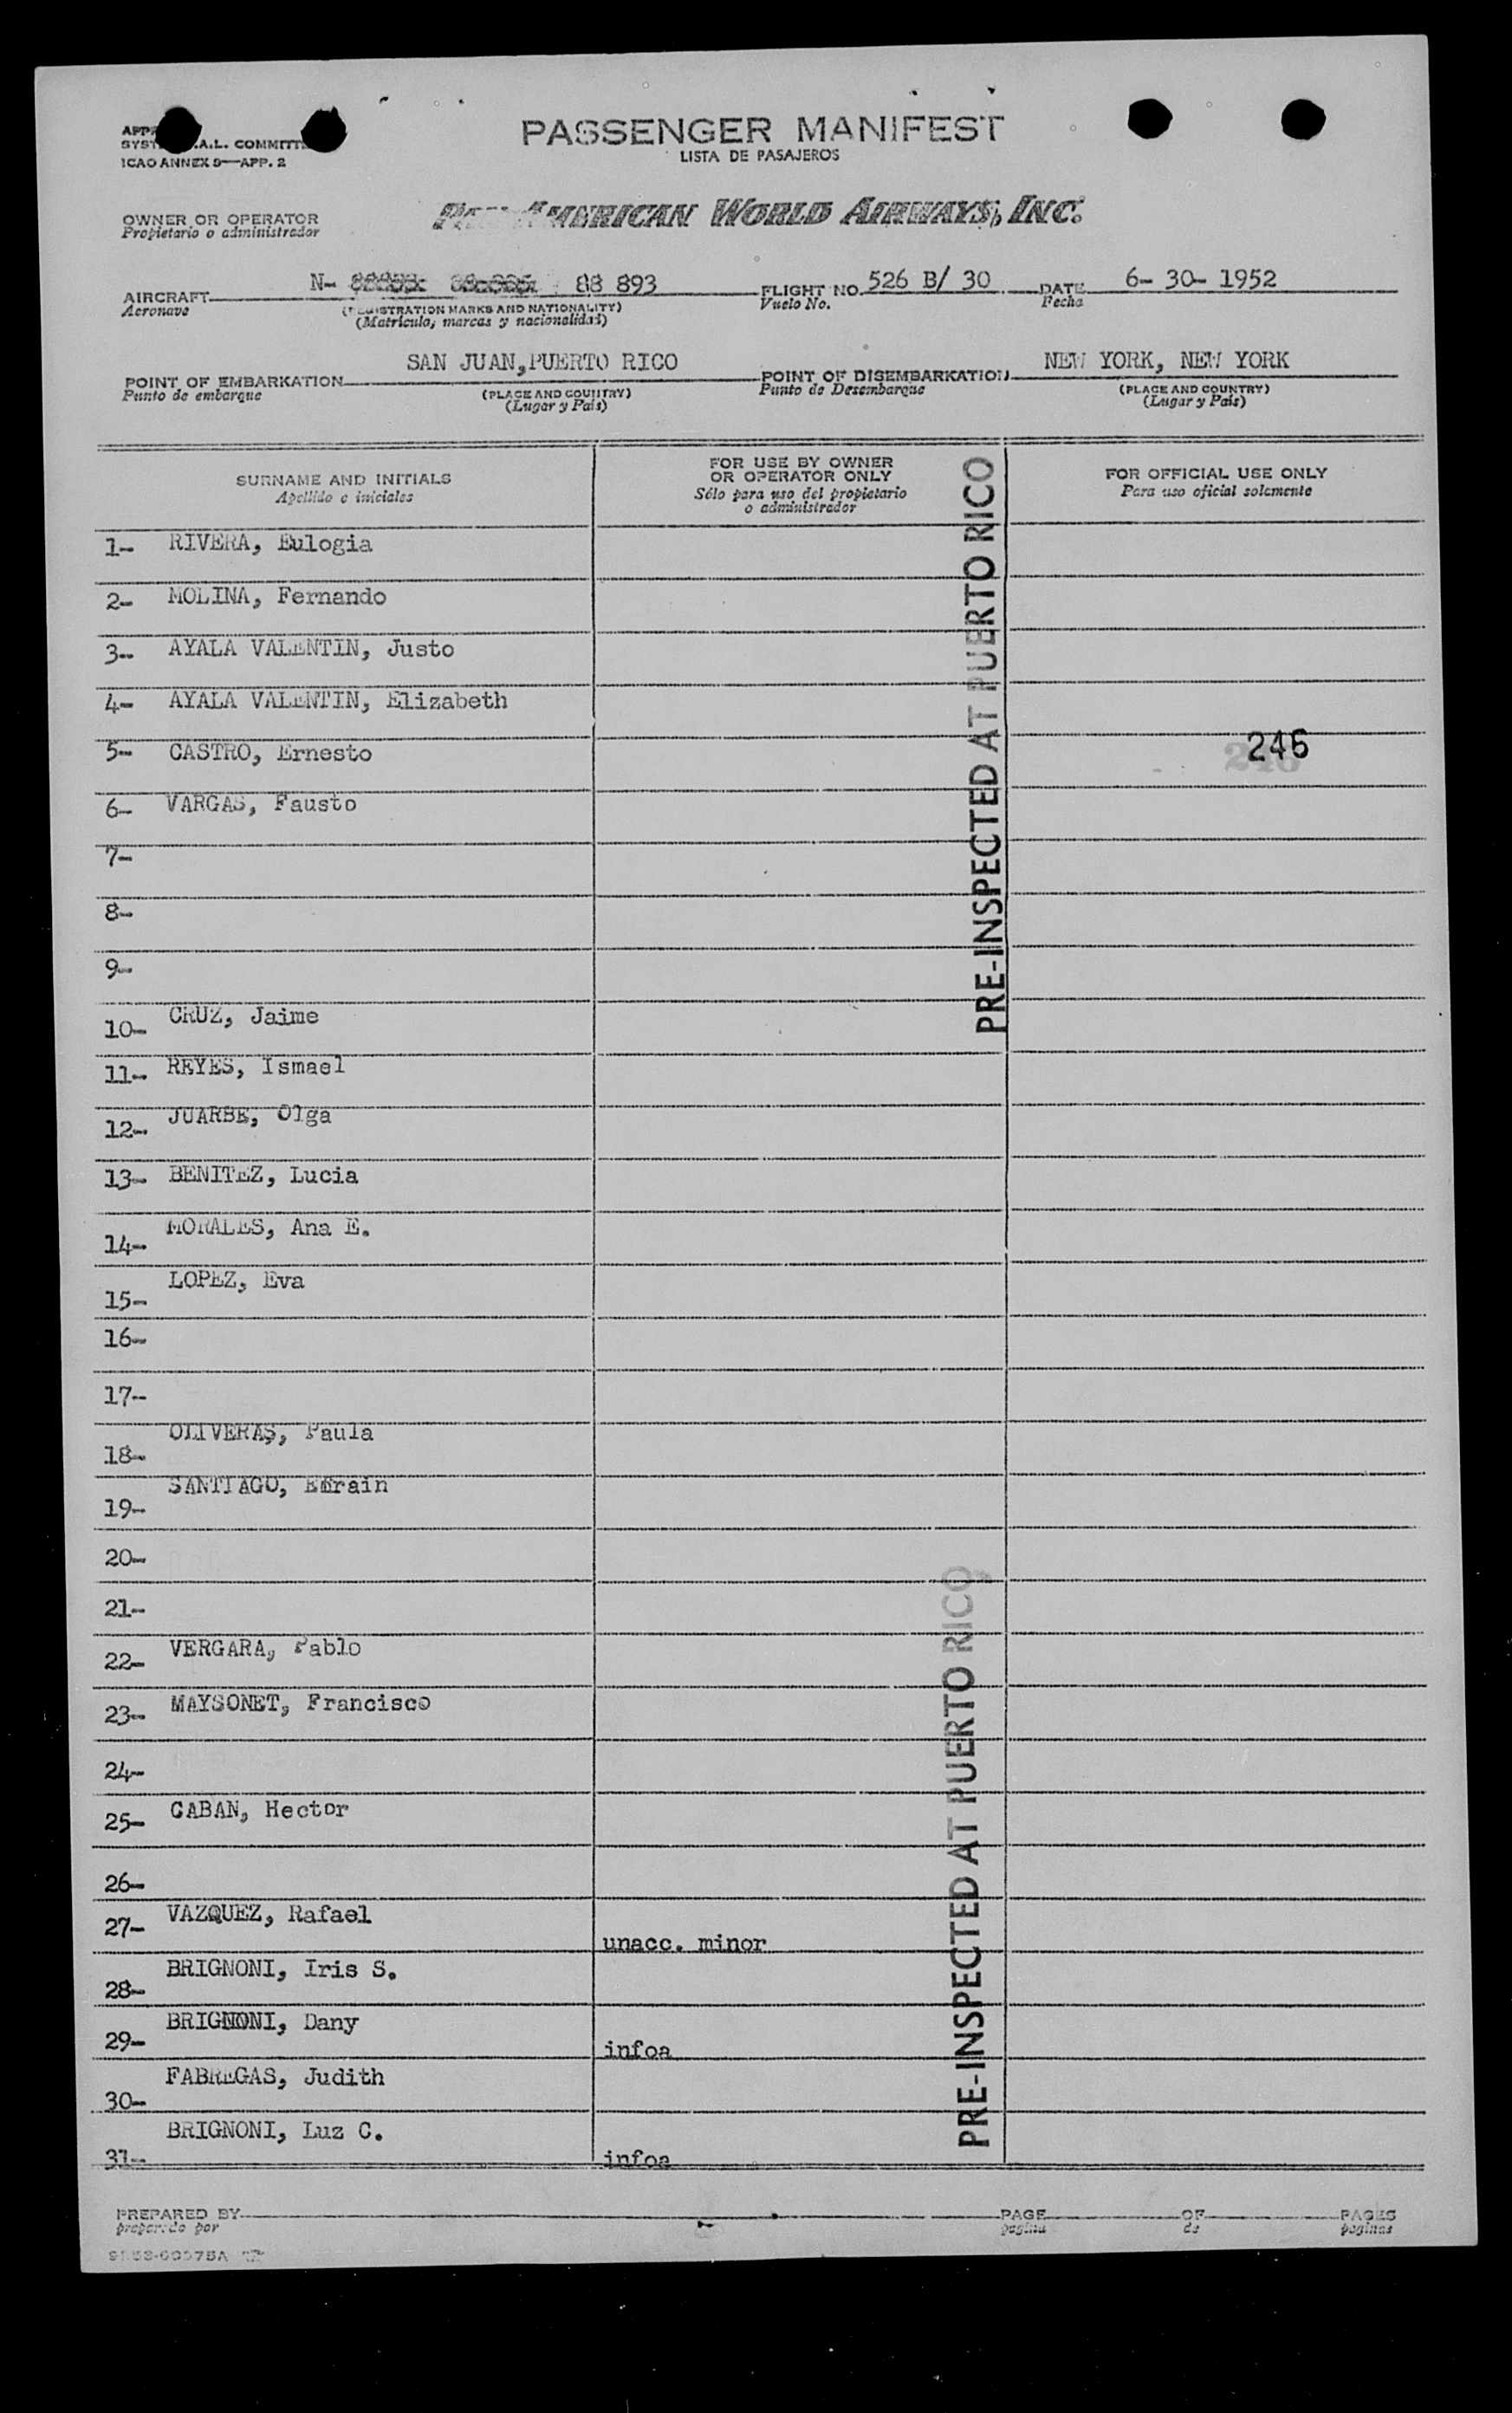 PASSENGER MANIFEST
LISTA DE PASAJEROS
.A.L. COMMITTE
ICAO ANNEX 9—APP. 2
OWNER OR OPERATOR
Propietario o administrador
AMERICAN WORLD AIRWAYS, INC.
AIRCRAFT N- 88 893 FLIGHT NO. 526 B/ 30 DATE 6- 30- 1952
Aeronave (REGISTRATION MARKS AND NATIONALITY) Vuelo No. Fecha
(Matricula, marcas y nacionalidad)
POINT OF EMBARKATION SAN JUAN, PUERTO RICO POINT OF DISEMBARKATION NEW YORK, NEW YORK
Punto de embarque (PLACE AND COUNTRY) Punto de Desembarque (PLACE AND COUNTRY)
(Lugar y Pais) (Lugar y Pais)
SURNAME AND INITIALS
Apellido e iniciales
FOR USE BY OWNER
OR OPERATOR ONLY
Sólo para uso del propietario
o administrador
FOR OFFICIAL USE ONLY
Para uso oficial solamente
PRE-INSPECTED AT PUERTO RICO
1- RIVERA, Eulogia
2- MOLINA, Fernando
3- AYALA VALENTIN, Justo
4- AYALA VALENTIN, Elizabeth
5- CASTRO, Ernesto 246
6- VARGAS, Fausto
7-
8-
9-
10- CRUZ, Jaime
11- REYES, Ismael
12- JUARBE, Olga
13- BENITEZ, Lucia
14- MORALES, Ana E.
15- LOPEZ, Eva
16-
17-
18- OLIVERAS, Paula
19- SANTIAGO, Efrain
20-
21-
22- VERGARA, Pablo
23- MAYSONET, Francisco
24-
25- CABAN, Hector
26-
27- VAZQUEZ, Rafael unacc. minor
28- BRIGNONI, Iris S.
29- BRIGNONI, Dany infoa
30- FABREGAS, Judith
31- BRIGNONI, Luz C. infoa
PRE-INSPECTED AT PUERTO RICO
PREPARED BY PAGE OF PAGES
preparado por pagina de paginas